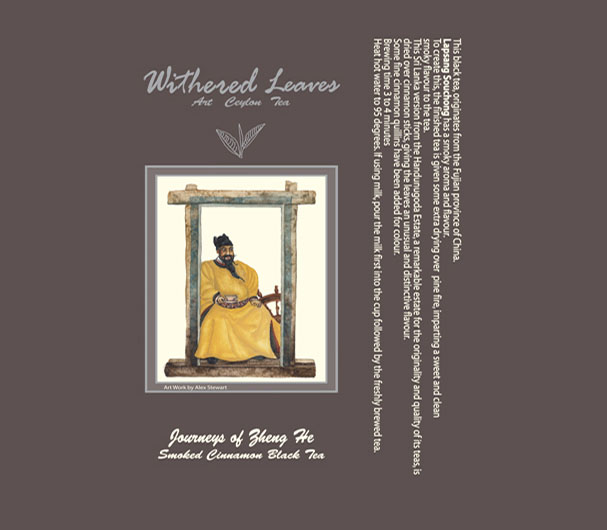 Withered Leaves
Art Ceylon Tea
Art Work by Alex Stewart
Journeys of Zheng He
Smoked Cinnamon Black Tea
This black tea, originates from the Fujian province of China.
Lapsang Souchong has a smoky aroma and flavour.
To create this, the finished tea is given some extra drying over pine fire, imparting a sweet and clean
smoky flavour to the tea.
This Sri Lanka version from the Handunugoda Estate, a remarkable estate for the originality and quality of its teas, is
dried over cinnamon sticks, giving the leaves an unusual and distinctive flavour.
Some fine cinnamon quillins have been added for colour.
Brewing time 3 to 4 minutes
Heat hot water to 95 degrees. If using milk, pour the milk first into the cup followed by the freshly brewed tea.